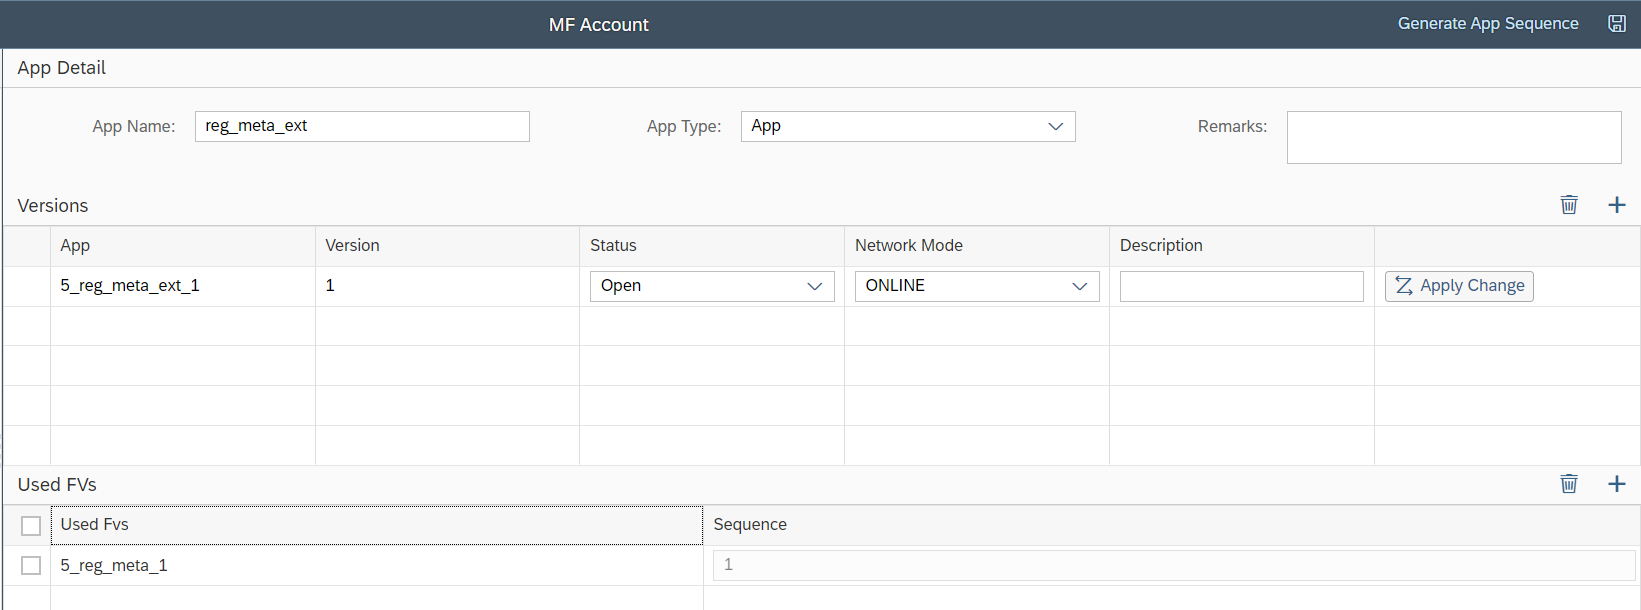 MF Account
Generate App Sequence
App Detail
App Name: reg_meta_ext
App Type: App
Remarks:
Versions
App Version Status Network Mode Description
5_reg_meta_ext_1 1 Open ONLINE Apply Change
Used FVs
Used Fvs Sequence
5_reg_meta_1 1